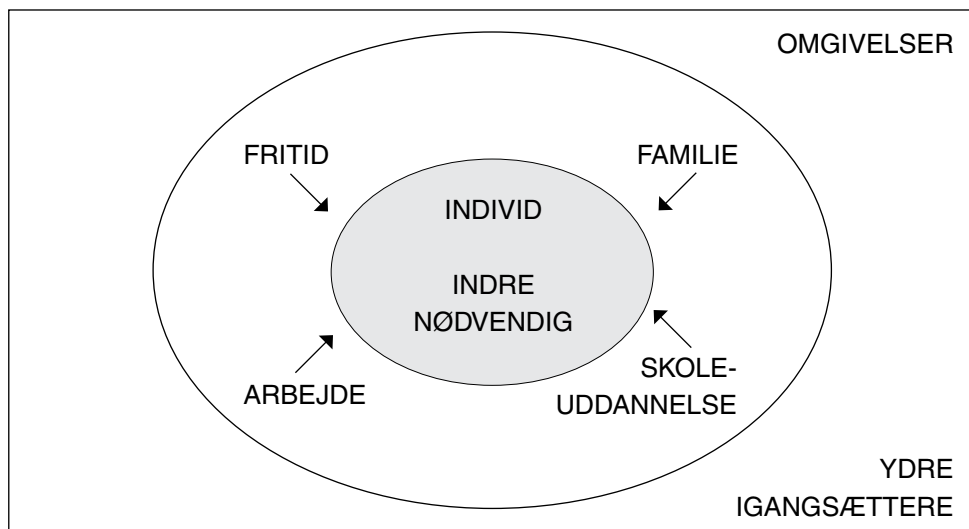 OMGIVELSER
FRITID
FAMILIE
INDIVID
INDRE
NØDVENDIG
ARBEJDE
SKOLE-
UDDANNELSE
YDRE
IGANGSÆTTERE